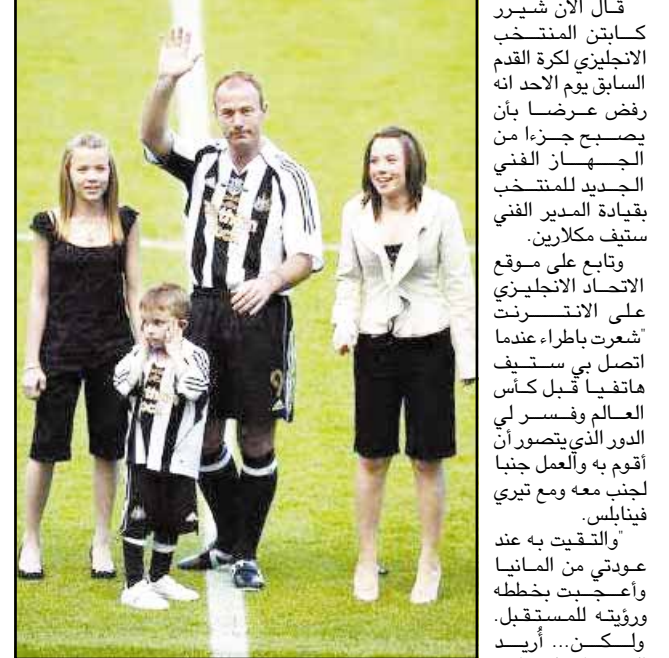 قال الان شيرر
كابتن المنتخب
الانجليزي لكرة القدم
السابق يوم الاحد انه
رفض عرضا بأن
يصبح جزءا من
الجهاز الفني
الجديد للمنتخب
بقيادة المدير الفني
ستيف مكلارين.
وتابع على موقع
الاتحاد الانجليزي
على الانترنت
"شعرت باطراء عندما
اتصل بي ستيف
هاتفيا قبل كأس
العالم وفسر لي
الدور الذي يتصور أن
أقوم به والعمل جنبا
لجنب معه ومع تيري
فينابلس.
"والتقيت به عند
عودتي من المانيا
وأعجبت بخططه
ورؤيته للمستقبل.
ولكن... أُريد
9